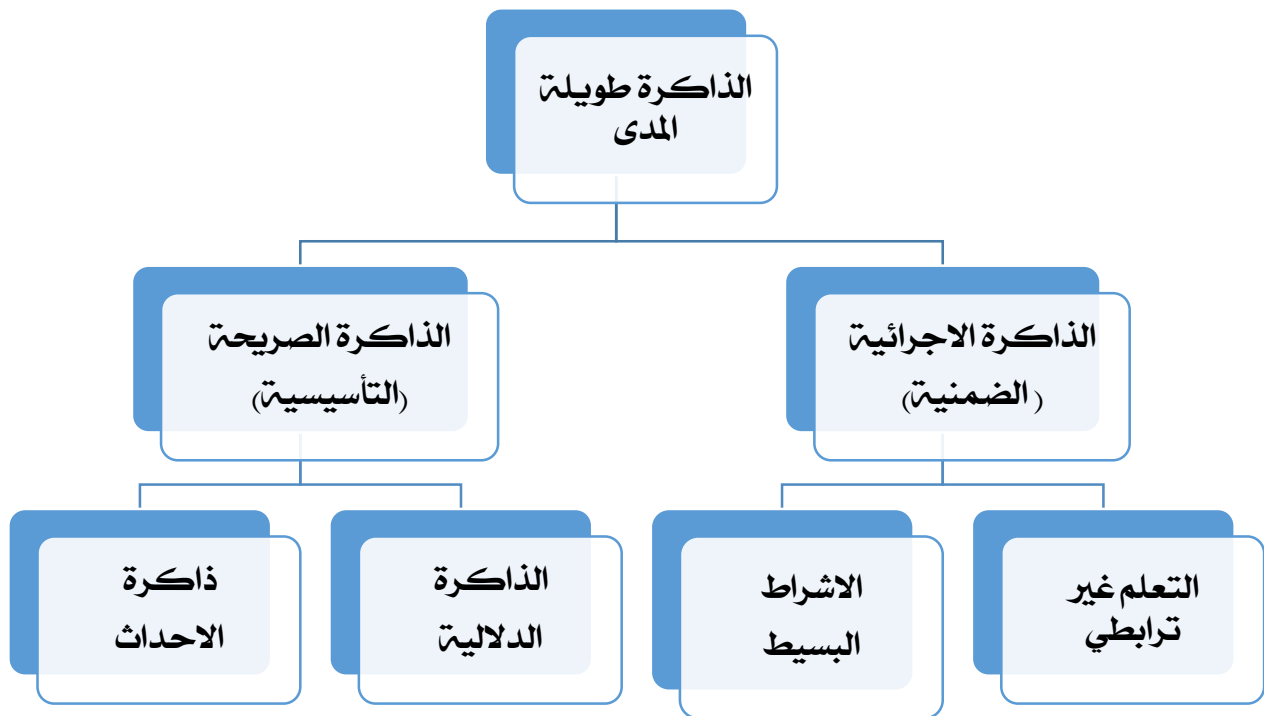 الذاكرة طويلة
المدى
الذاكرة الاجرائية
(الضمنية)
الذاكرة الصريحة
(التأسيسية)
التعلم غير
ترابطي
الاشراط
البسيط
الذاكرة
الدلالية
ذاكرة
الاحداث